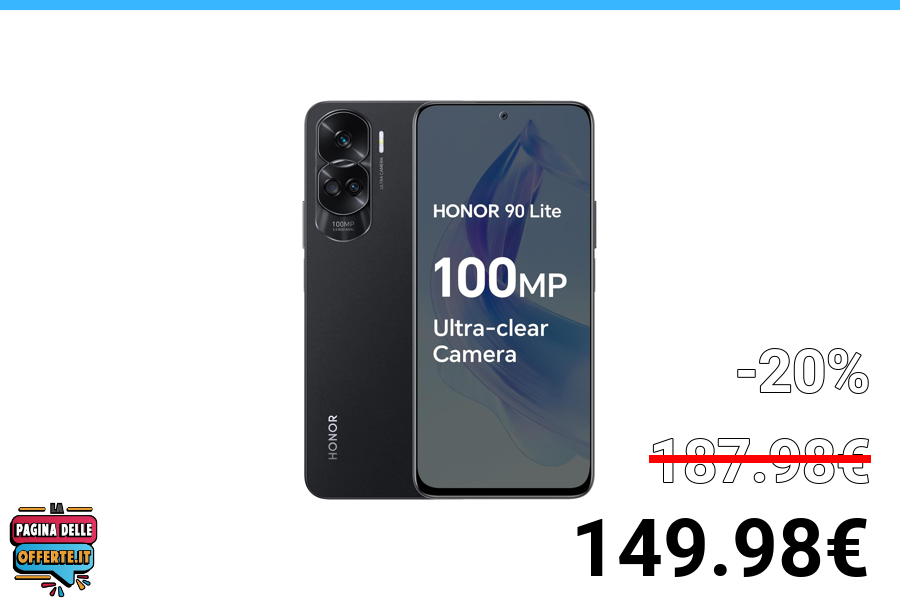 ULTRA CAMERA
100MP
HONOR
HONOR 90 Lite
100MP
Ultra-clear
Camera
-20%
187.98€
149.98€
LA
PAGINA DELLE
OFFERTE.IT